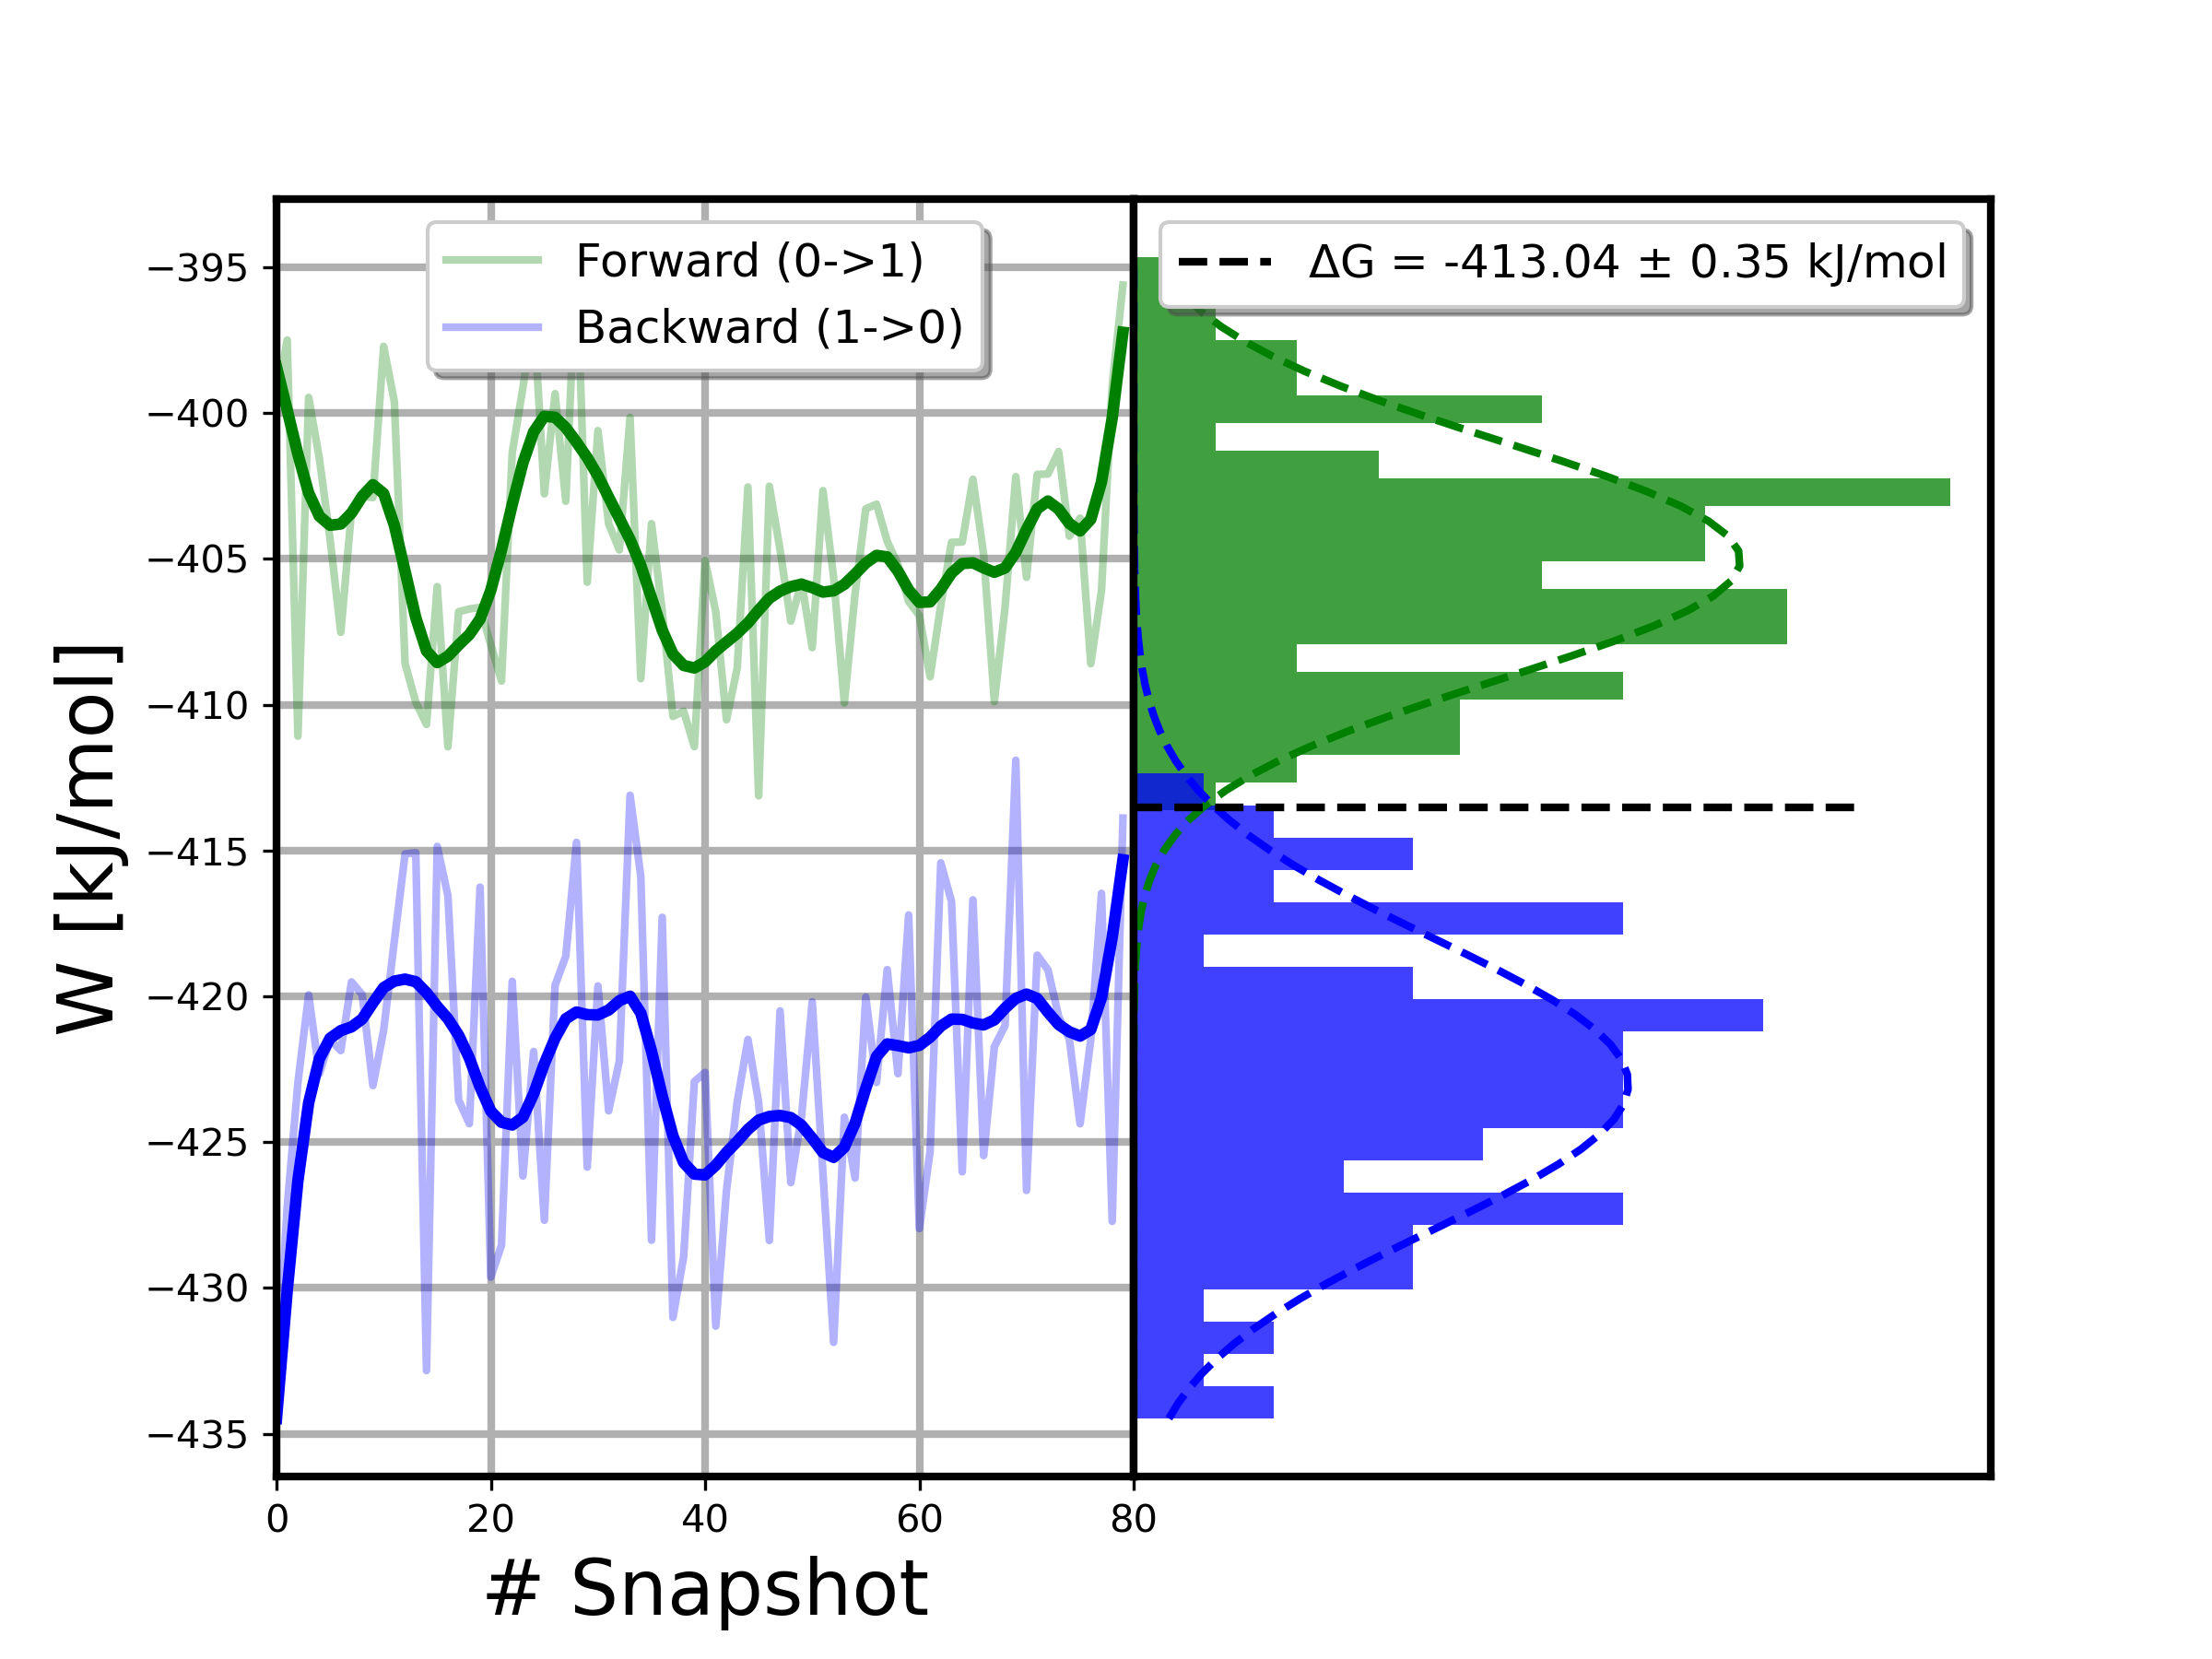 Forward (0->1)
Backward (1->0)
ΔG = -413.04 ± 0.35 kJ/mol
W [kJ/mol]
−395
−400
−405
−410
−415
−420
−425
−430
−435
0 20 40 60 80
# Snapshot